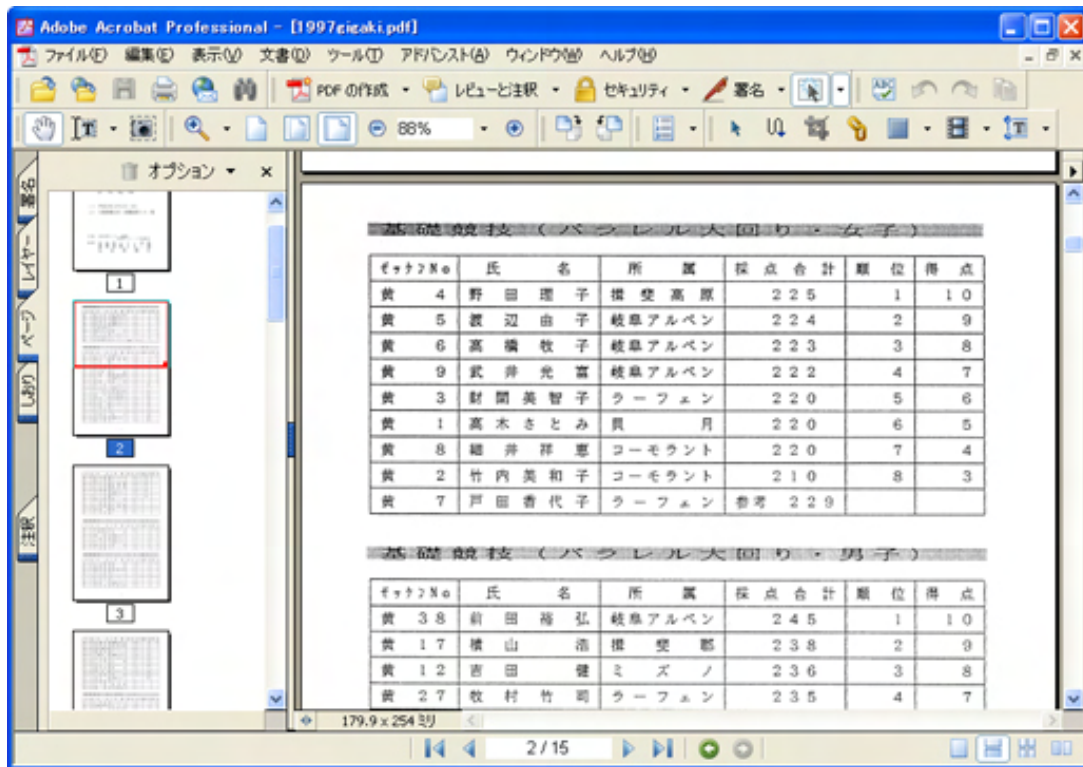 Adobe Acrobat Professional - [1997gigaki.pdf]
ファイル(F) 編集(E) 表示(V) 文書(D) ツール(T) アドバンスト(A) ウィンドウ(W) ヘルプ(H)
PDF の作成 レビューと注釈 セキュリティ 署名
88%
オプション
署名
レイヤー
ページ
しおり
注釈
1
2
3
基礎競技(パラレル大回り・女子)
ゼッケンNo 氏名 所属 採点合計 順位 得点
黄 4 野田理子 揖斐高原 225 1 10
黄 5 渡辺由子 岐阜アルペン 224 2 9
黄 6 高橋牧子 岐阜アルペン 223 3 8
黄 9 武井光富 岐阜アルペン 222 4 7
黄 3 財間美智子 ラーフェン 220 5 6
黄 1 高木さとみ 貝月 220 6 5
黄 8 細井祥恵 コーモラント 220 7 4
黄 2 竹内美和子 コーモラント 210 8 3
黄 7 戸田香代子 ラーフェン 参考 229
基礎競技(パラレル大回り・男子)
ゼッケンNo 氏名 所属 採点合計 順位 得点
黄 38 前田裕弘 岐阜アルペン 245 1 10
黄 17 横山浩 揖斐郡 238 2 9
黄 12 吉田健 ミズノ 236 3 8
黄 27 牧村竹司 ラーフェン 235 4 7
179.9 x 254 ミリ
2 / 15